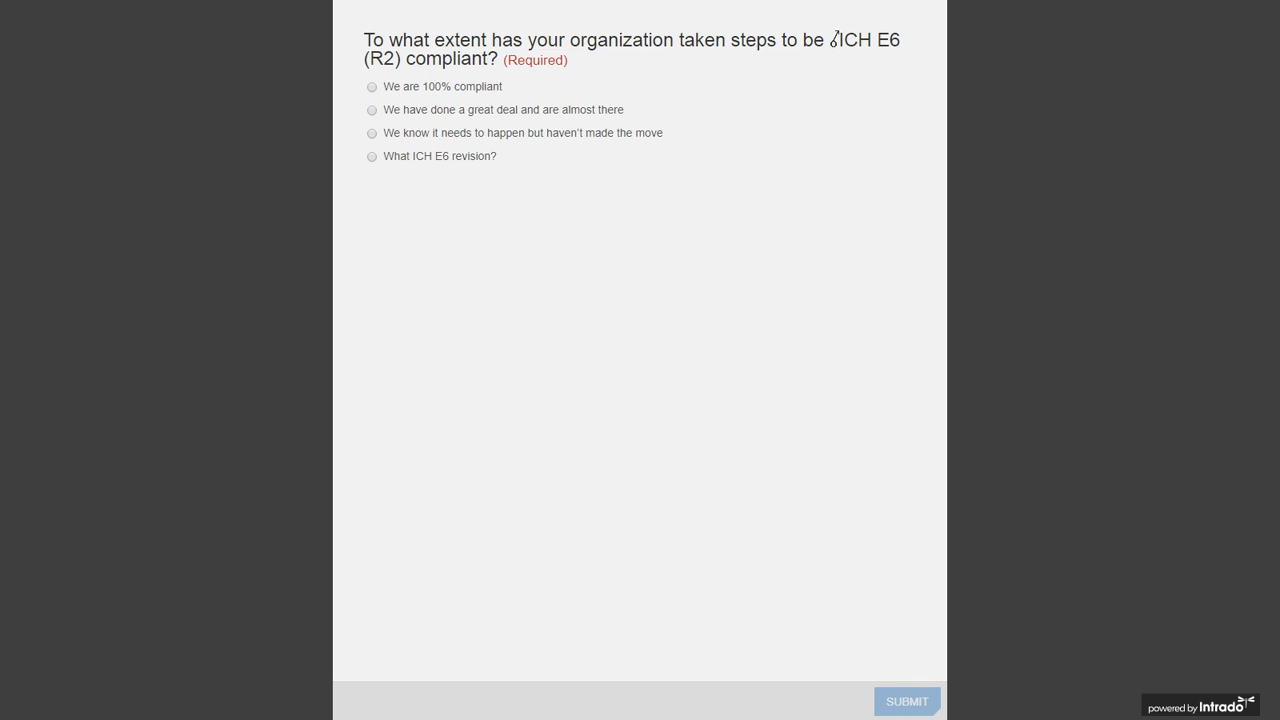 To what extent has your organization taken steps to be ICH E6
(R2) compliant? (Required)
We are 100% compliant
We have done a great deal and are almost there
We know it needs to happen but haven't made the move
What ICH E6 revision?
SUBMIT
powered by Intrado